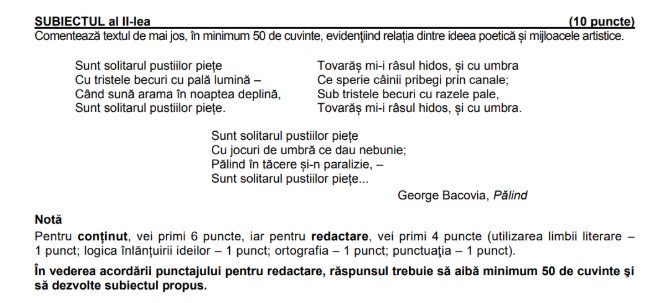 SUBIECTUL al II-lea (10 puncte)
Comentează textul de mai jos, în minimum 50 de cuvinte, evidenţiind relația dintre ideea poetică și mijloacele artistice.
Sunt solitarul pustiilor piețe
Cu tristele becuri cu pală lumină –
Când sună arama în noaptea deplină,
Sunt solitarul pustiilor piețe.
Tovarăș mi-i râsul hidos, și cu umbra
Ce sperie câinii pribegi prin canale;
Sub tristele becuri cu razele pale,
Tovarăș mi-i râsul hidos, și cu umbra.
Sunt solitarul pustiilor piețe
Cu jocuri de umbră ce dau nebunie;
Pălind în tăcere și-n paralizie, –
Sunt solitarul pustiilor piețe...
George Bacovia, Pălind
Notă
Pentru conținut, vei primi 6 puncte, iar pentru redactare, vei primi 4 puncte (utilizarea limbii literare –
1 punct; logica înlănțuirii ideilor – 1 punct; ortografia – 1 punct; punctuaţia – 1 punct).
În vederea acordării punctajului pentru redactare, răspunsul trebuie să aibă minimum 50 de cuvinte și
să dezvolte subiectul propus.